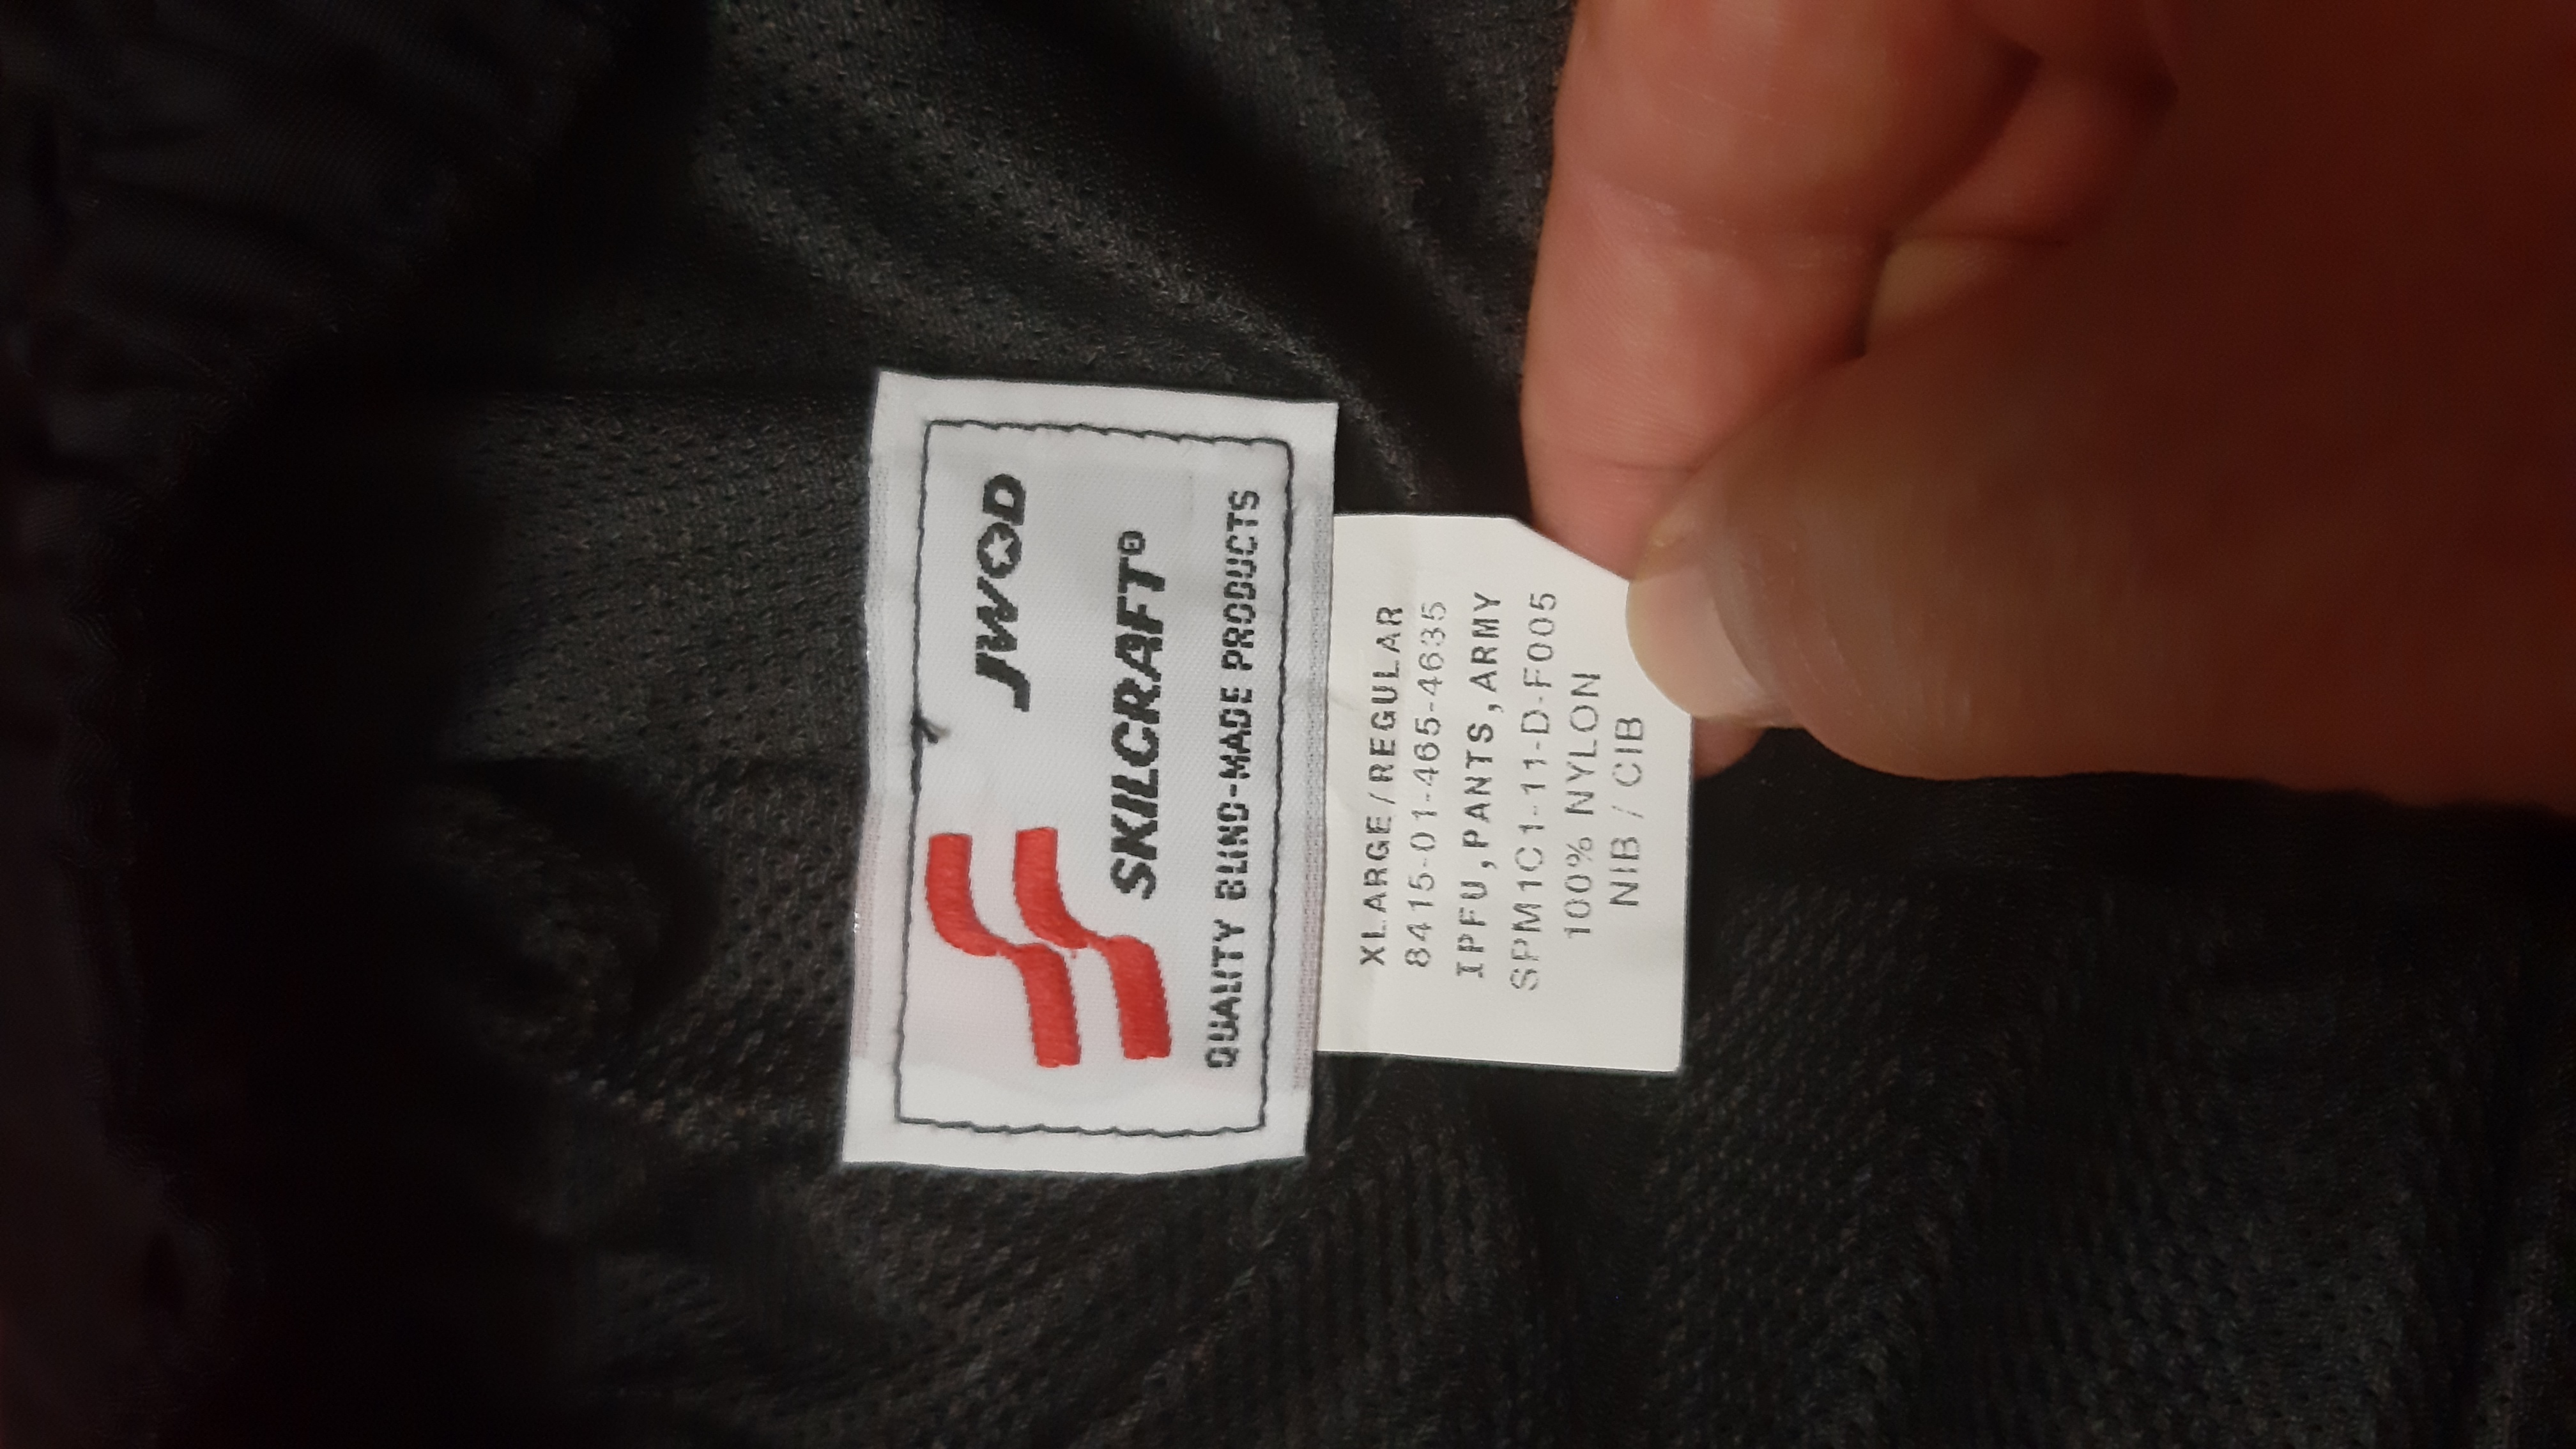 JWOD
SKILCRAFT®
QUALITY BLIND-MADE PRODUCTS
XLARGE/REGULAR
8415-01-465-4635
IPFU,PANTS,ARMY
SPM1C1-11-D-F005
100% NYLON
NIB / CIB